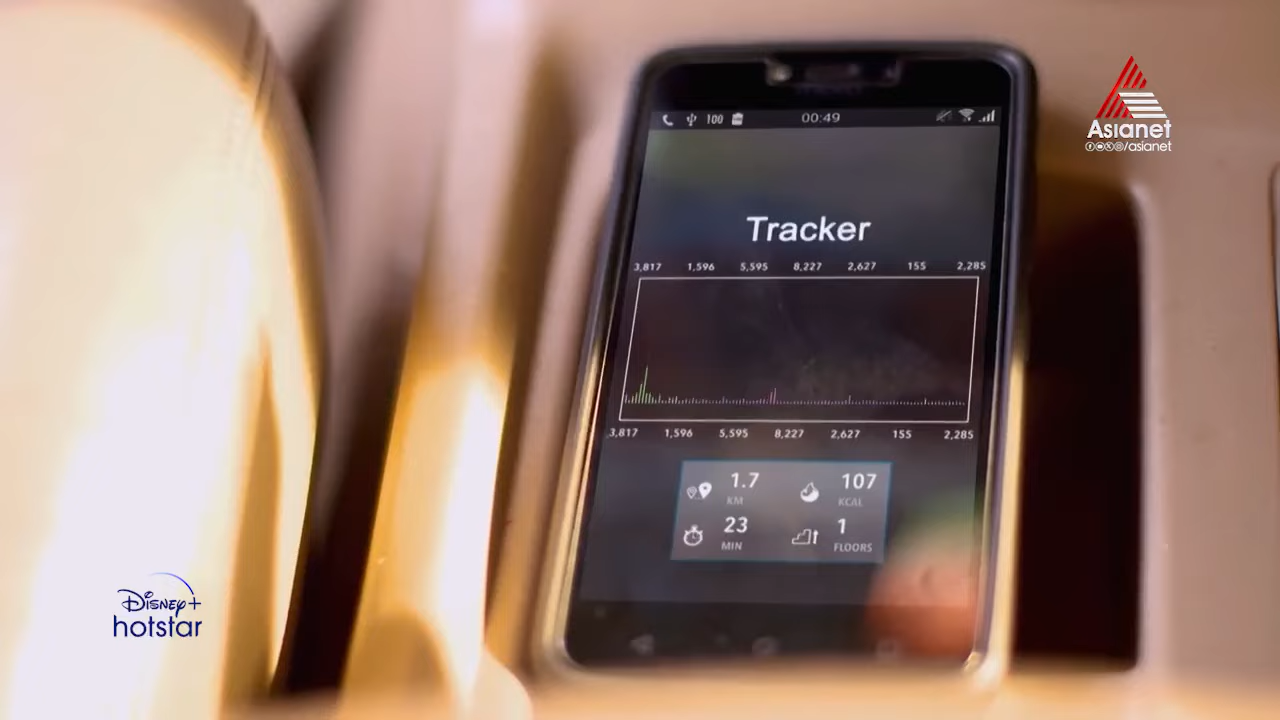 100 00:49
Asianet
/asianet
Tracker
3,817 1,596 5,595 8,227 2,627 155 2,285
,3,817 1,596 5,595 8,227 2,627 155 2,285
1.7 107
KM KCAL
23 1
MIN FLOORS
Disney+
hotstar